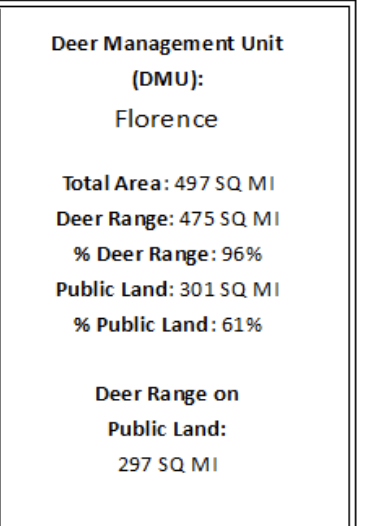 Deer Management Unit
(DMU):
Florence
Total Area: 497 SQ MI
Deer Range: 475 SQ MI
% Deer Range: 96%
Public Land: 301 SQ MI
% Public Land: 61%
Deer Range on
Public Land:
297 SQ MI